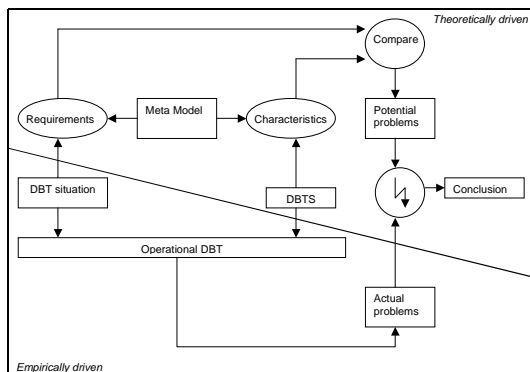 Theoretically driven
Compare
Requirements
Meta Model
Characteristics
Potential
problems
DBT situation
DBTS
Conclusion
Operational DBT
Actual
problems
Empirically driven